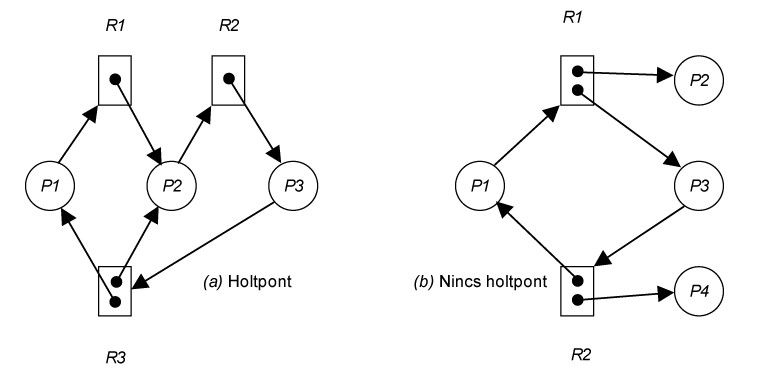 R1
R2
P1
P2
P3
(a) Holtpont
R3
R1
P2
P1
P3
(b) Nincs holtpont
P4
R2